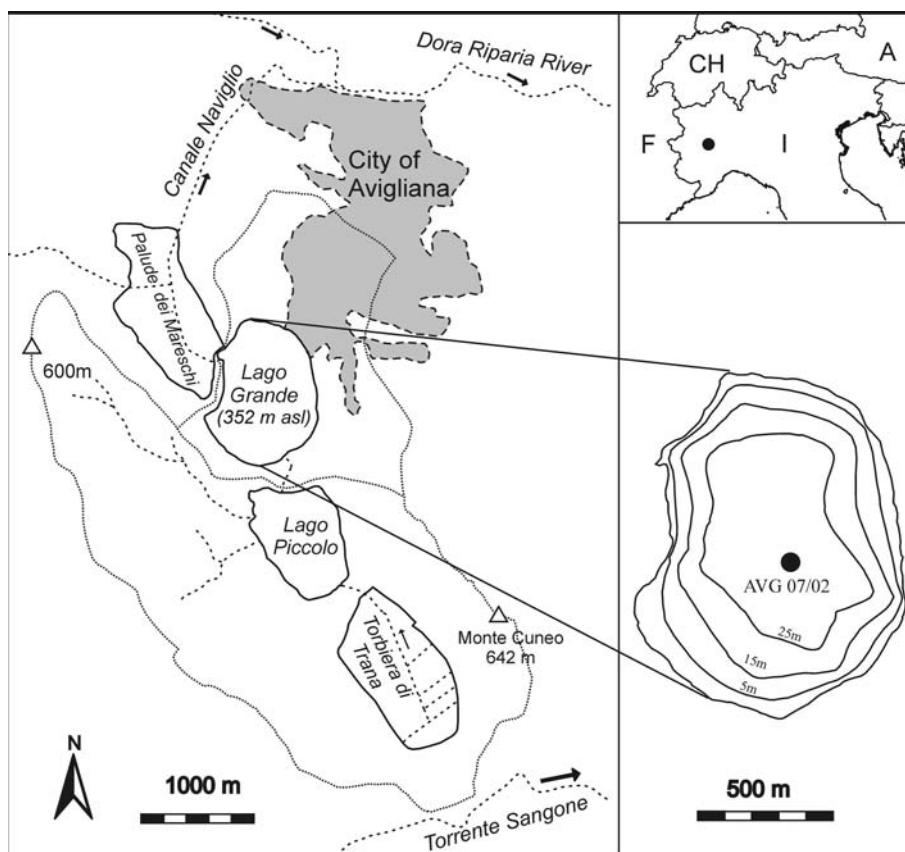 Dora Riparia River
Canale Naviglio
City of
Avigliana
Palude dei Mareschi
600m
Lago
Grande
(352 m asl)
Lago
Piccolo
Torbiera di
Trana
Monte Cuneo
642 m
N
1000 m
Torrente Sangone
CH
A
F
I
AVG 07/02
25m
15m
5m
500 m